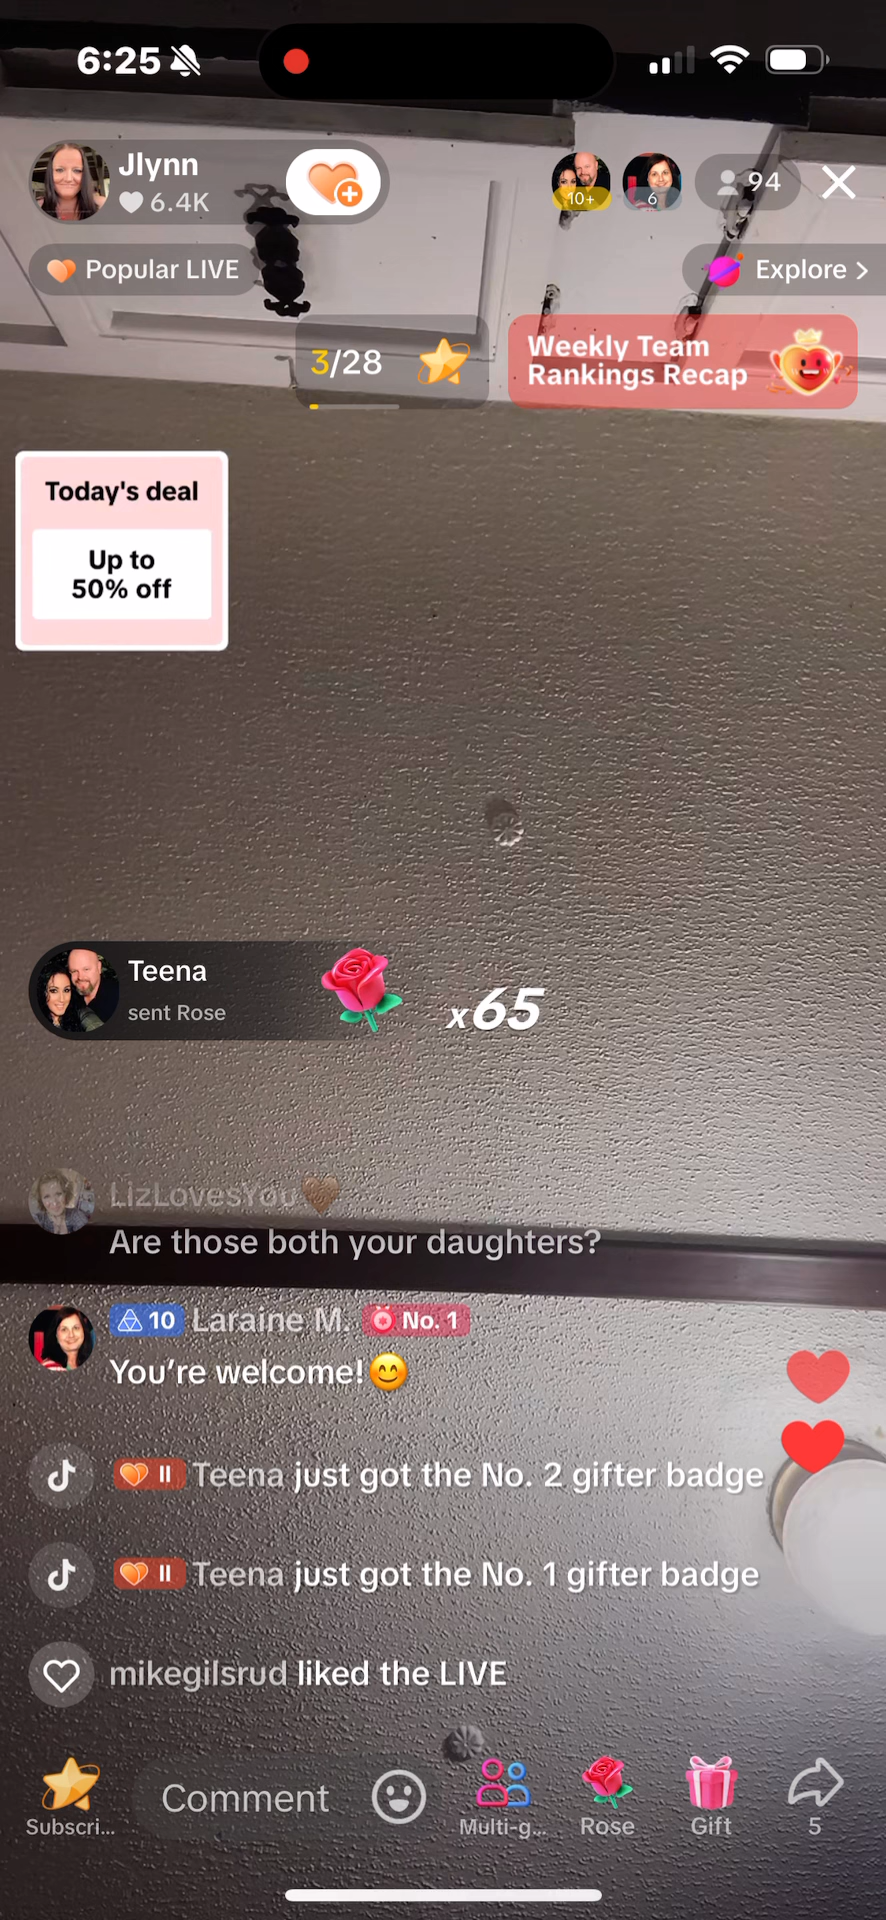 6:25
Jlynn
6.4K
10+
6
94
Popular LIVE
Explore >
3/28
Weekly Team
Rankings Recap
Today's deal
Up to
50% off
Teena
sent Rose
x65
LizLovesYou🤎
Are those both your daughters?
10 Laraine M. No. 1
You're welcome!😊
II Teena just got the No. 2 gifter badge
II Teena just got the No. 1 gifter badge
mikegilsrud liked the LIVE
Comment
Subscri...
Multi-g...
Rose
Gift
5